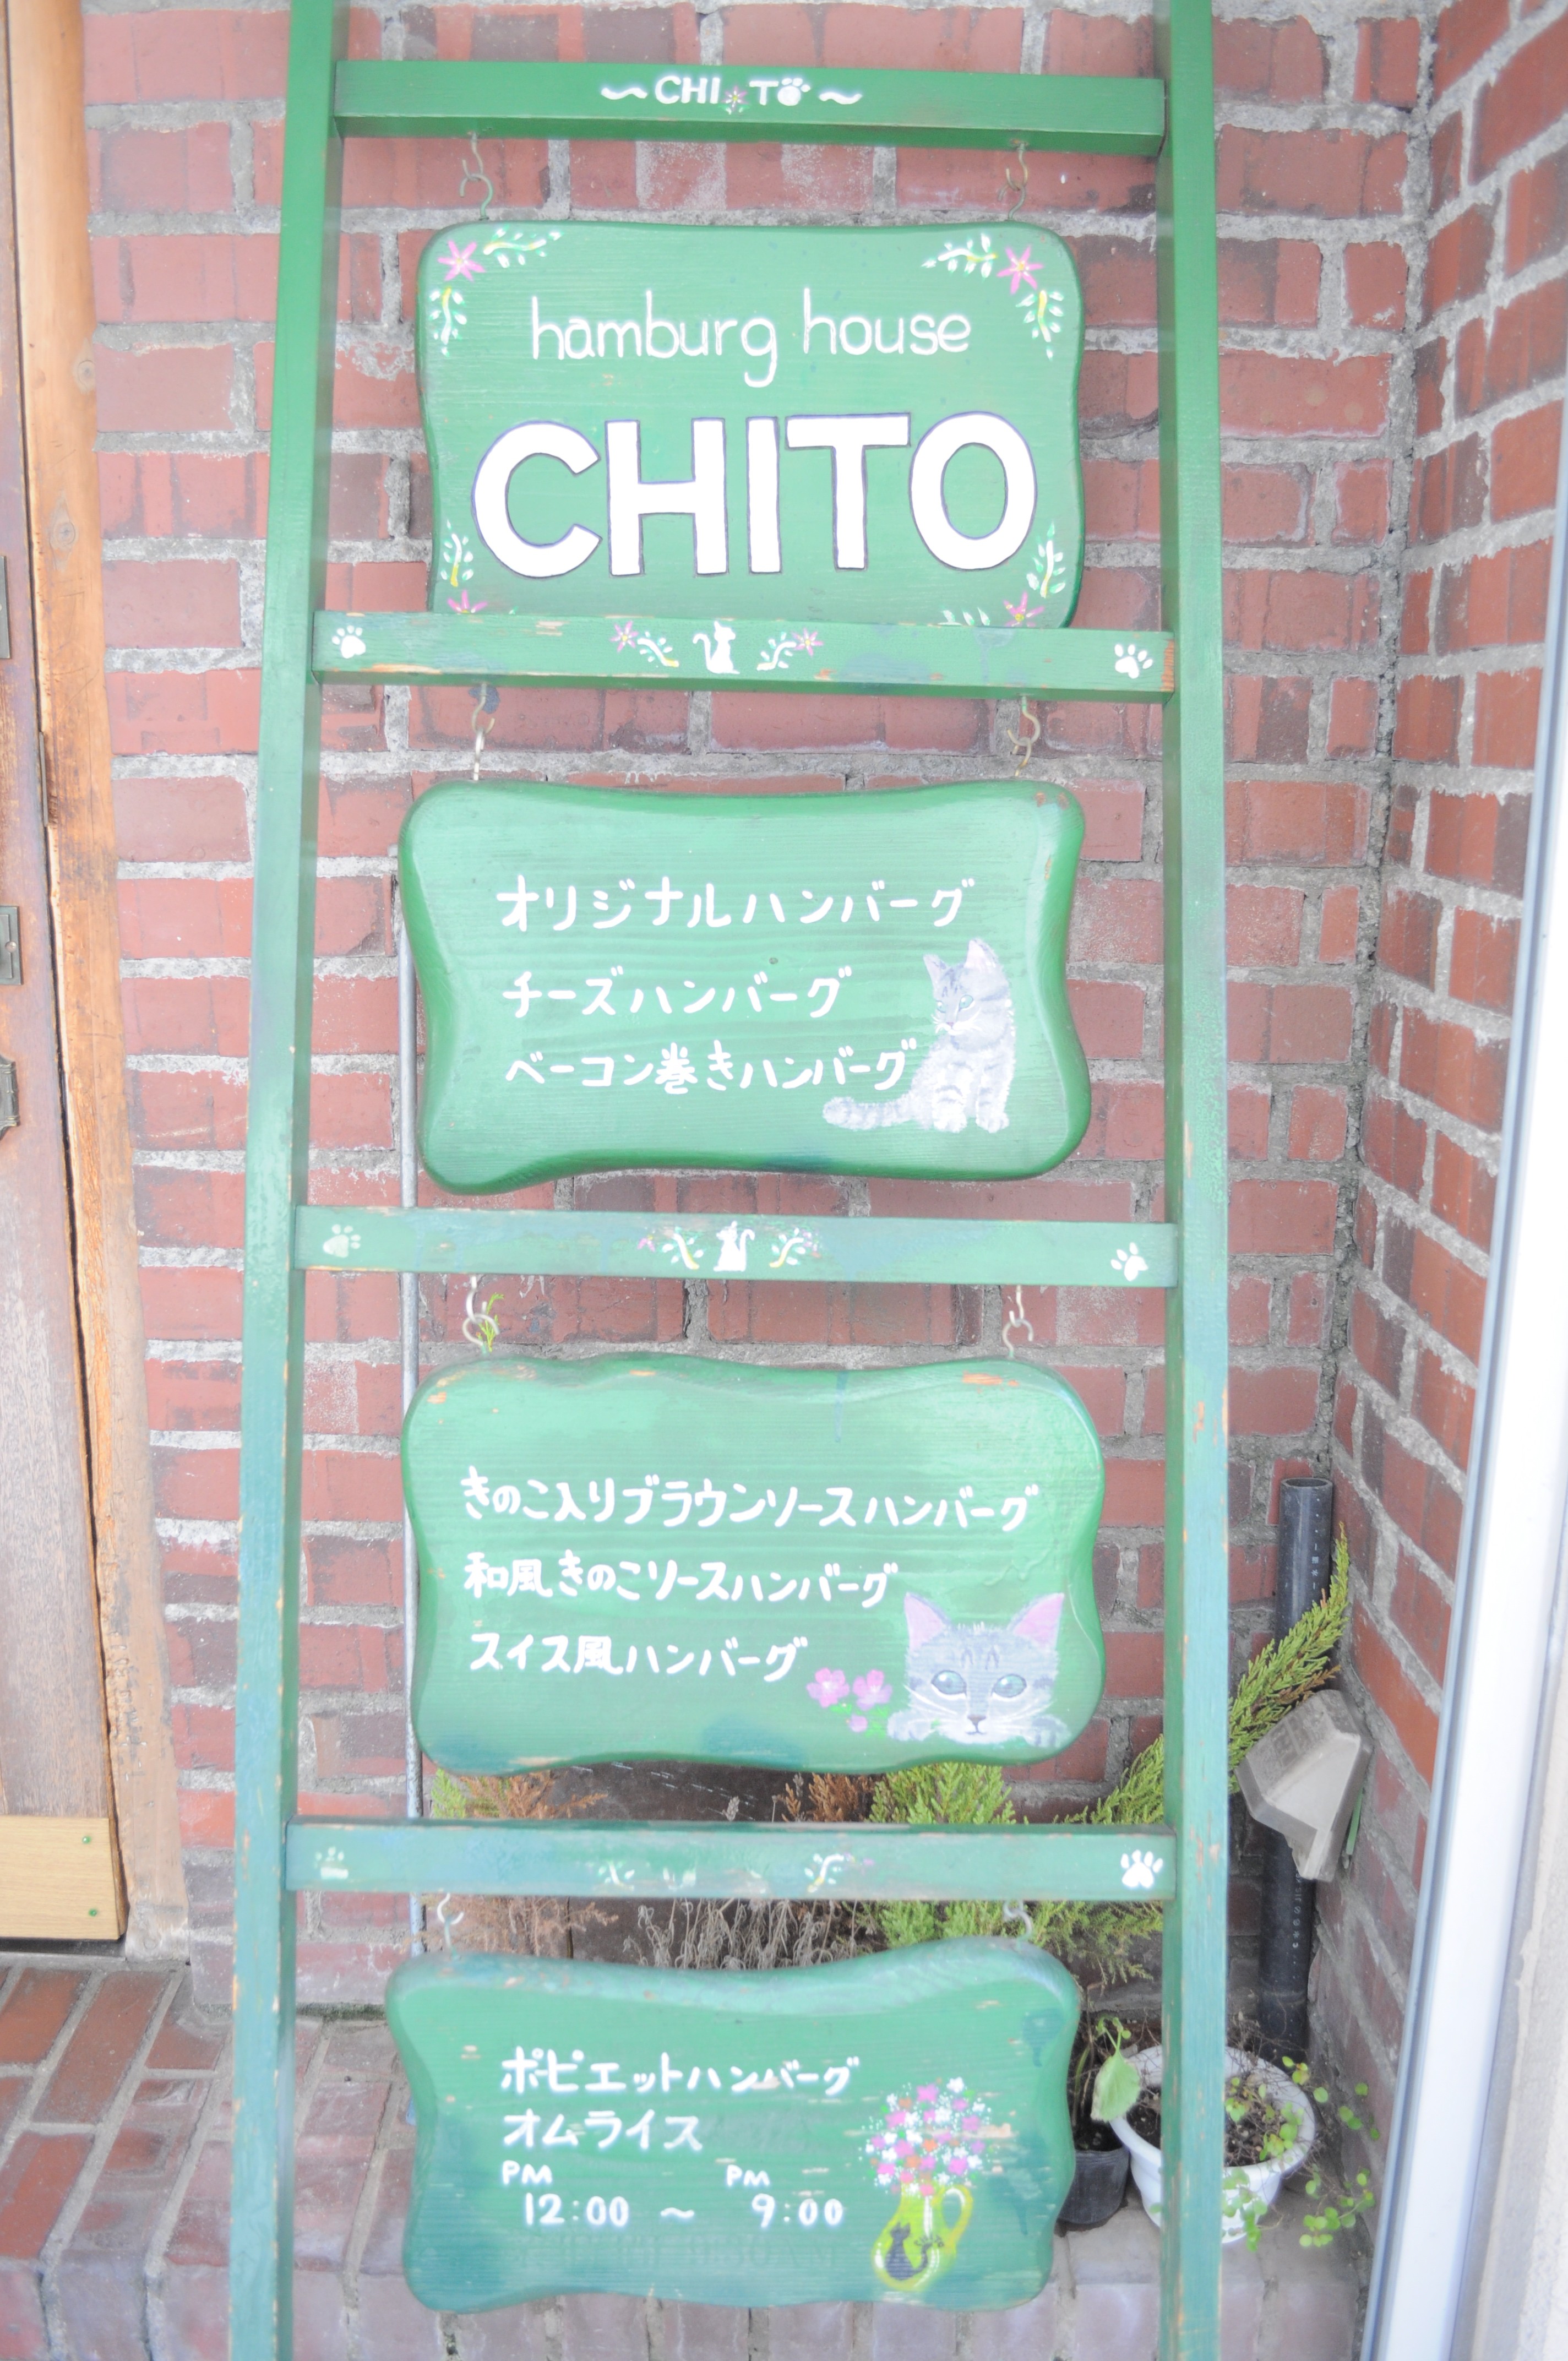 ~CHITO~
hamburg house
CHITO
オリジナルハンバーグ
チーズハンバーグ
ベーコン巻きハンバーグ
きのこ入りブラウンソースハンバーグ
和風きのこソースハンバーグ
スイス風ハンバーグ
ポピエットハンバーグ
オムライス
PM PM
12:00 ~ 9:00